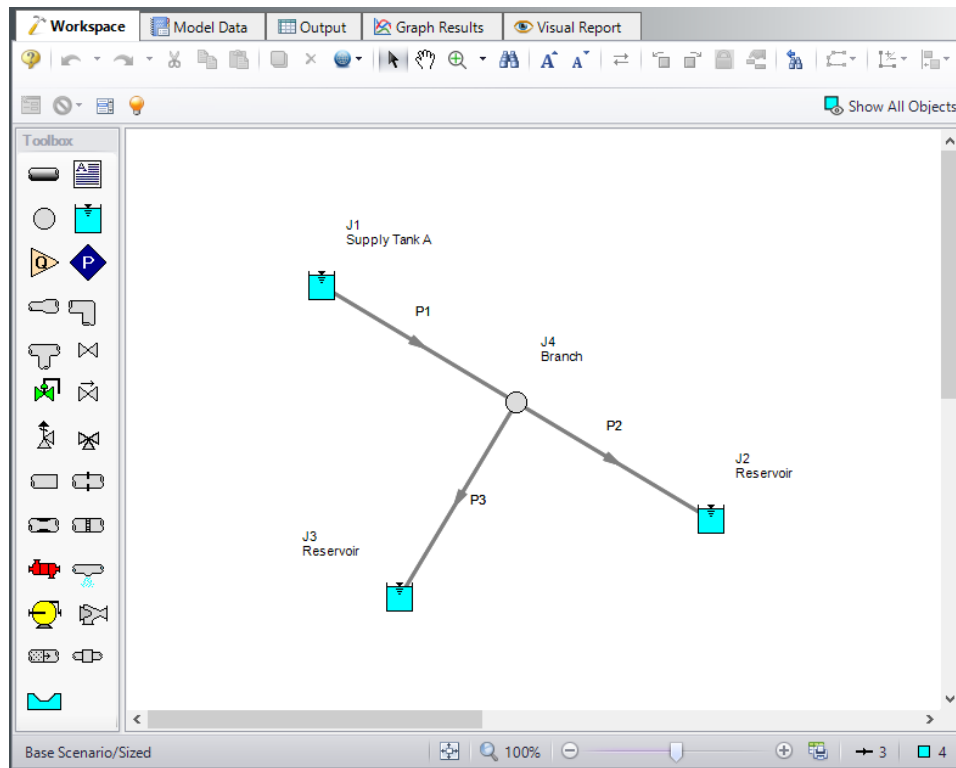 Workspace
Model Data
Output
Graph Results
Visual Report
A
A
Show All Objects
Toolbox
A
Q
P
J1
Supply Tank A
P1
J4
Branch
P2
J2
Reservoir
P3
J3
Reservoir
Base Scenario/Sized
100%
3
4